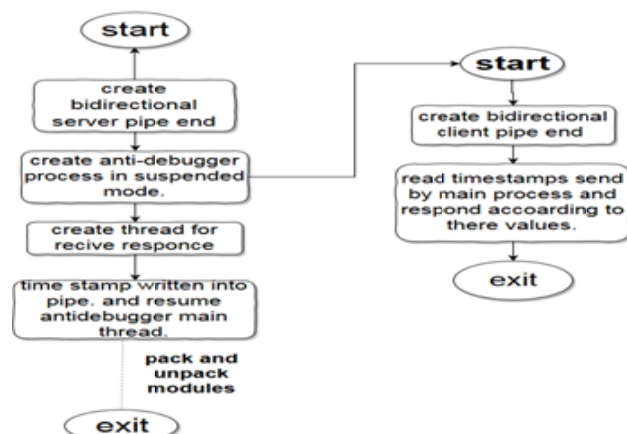 start
create
bidirectional
server pipe end
create anti-debugger
process in suspended
mode.
create thread for
recive responce
time stamp written into
pipe. and resume
antidebugger main
thread.
pack and
unpack
modules
exit
start
create bidirectional
client pipe end
read timestamps send
by main process and
respond accoarding to
there values.
exit